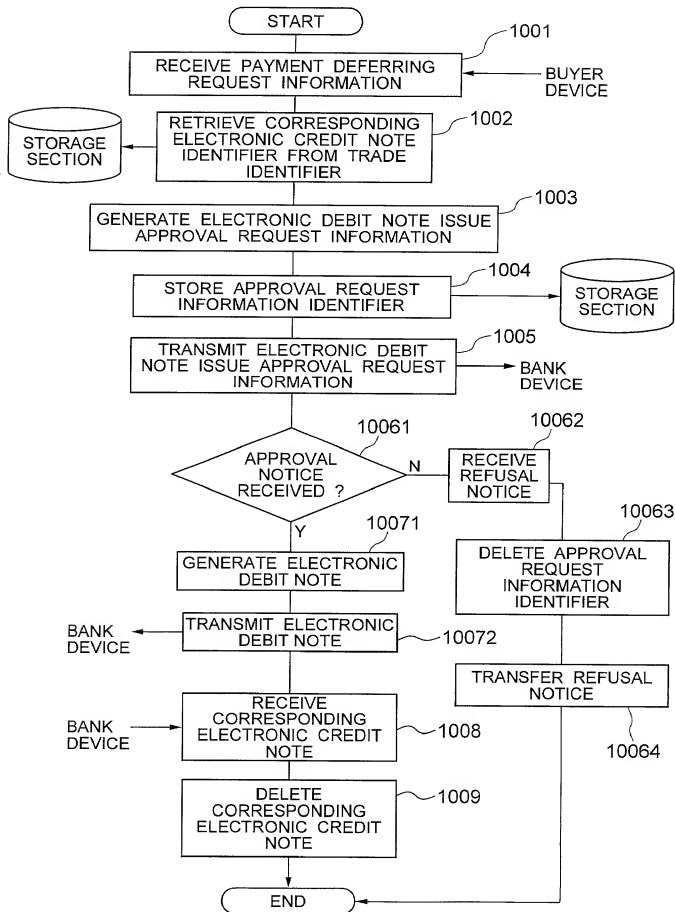 START
1001
RECEIVE PAYMENT DEFERRING
REQUEST INFORMATION
BUYER
DEVICE
1002
RETRIEVE CORRESPONDING
ELECTRONIC CREDIT NOTE
IDENTIFIER FROM TRADE
IDENTIFIER
STORAGE
SECTION
1003
GENERATE ELECTRONIC DEBIT NOTE ISSUE
APPROVAL REQUEST INFORMATION
1004
STORE APPROVAL REQUEST
INFORMATION IDENTIFIER
STORAGE
SECTION
1005
TRANSMIT ELECTRONIC DEBIT
NOTE ISSUE APPROVAL REQUEST
INFORMATION
BANK
DEVICE
10061
APPROVAL
NOTICE
RECEIVED ?
N
Y
10062
RECEIVE
REFUSAL
NOTICE
10063
DELETE APPROVAL
REQUEST
INFORMATION
IDENTIFIER
10071
GENERATE ELECTRONIC
DEBIT NOTE
TRANSMIT ELECTRONIC
DEBIT NOTE
10072
BANK
DEVICE
TRANSFER REFUSAL
NOTICE
10064
RECEIVE
CORRESPONDING
ELECTRONIC CREDIT
NOTE
1008
BANK
DEVICE
DELETE
CORRESPONDING
ELECTRONIC CREDIT
NOTE
1009
END